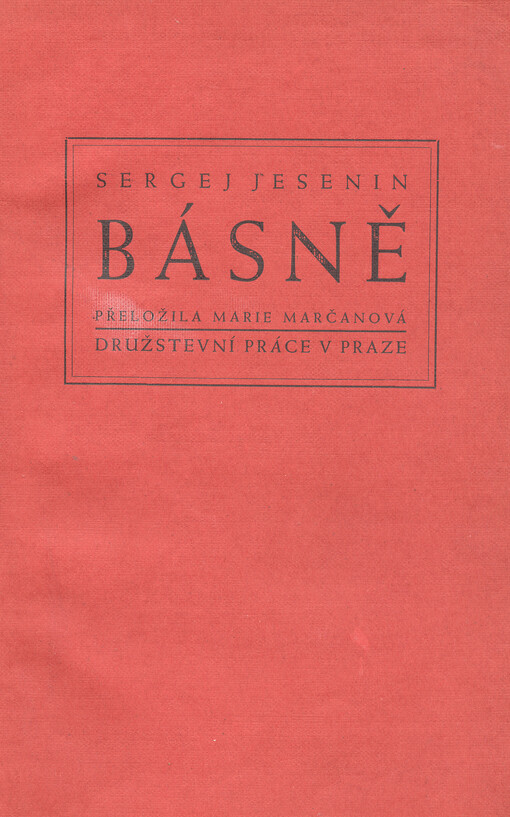 SERGEJ JESENIN
BÁSNĚ
PŘELOŽILA MARIE MARČANOVÁ
DRUŽSTEVNÍ PRÁCE V PRAZE